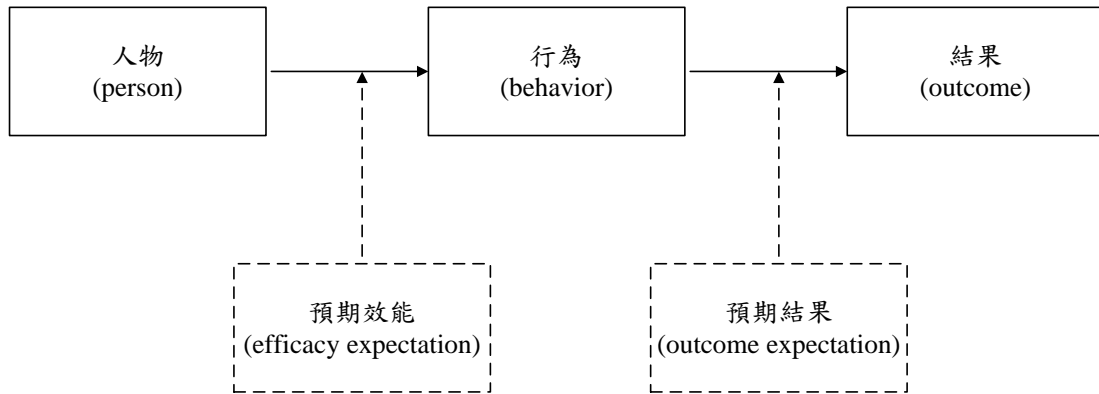 人物
(person)
行為
(behavior)
結果
(outcome)
預期效能
(efficacy expectation)
預期結果
(outcome expectation)